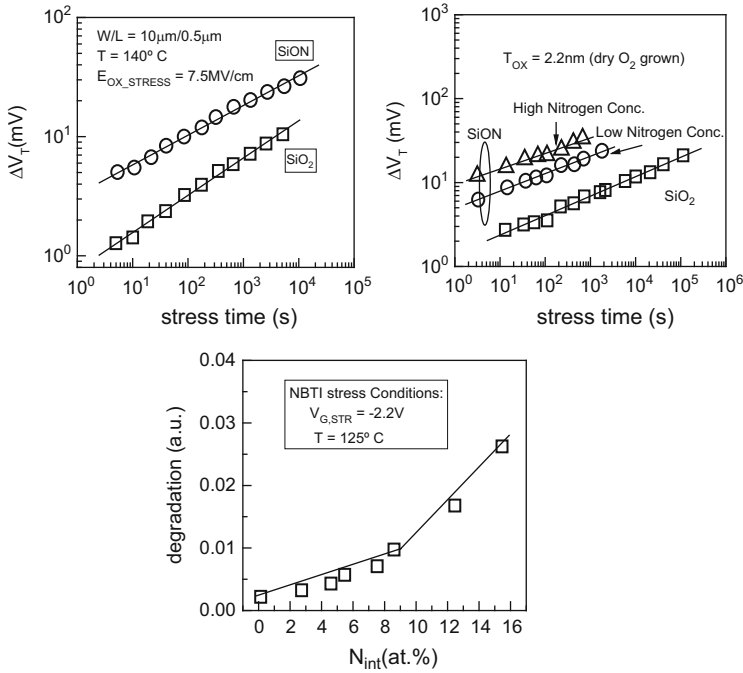 W/L = 10μm/0.5μm
T = 140º C
E_OX_STRESS = 7.5MV/cm
SiON
SiO₂
ΔV_T (mV)
10² 10¹ 10⁰
10⁰ 10¹ 10² 10³ 10⁴ 10⁵
stress time (s)
T_OX = 2.2nm (dry O₂ grown)
High Nitrogen Conc.
SiON
Low Nitrogen Conc.
SiO₂
ΔV_T (mV)
10³ 10² 10¹ 10⁰
10⁰ 10¹ 10² 10³ 10⁴ 10⁵ 10⁶
stress time (s)
NBTI stress Conditions:
V_G,STR = -2.2V
T = 125º C
degradation (a.u.)
0.04
0.03
0.02
0.01
0.00
0 2 4 6 8 10 12 14 16
N_int(at.%)